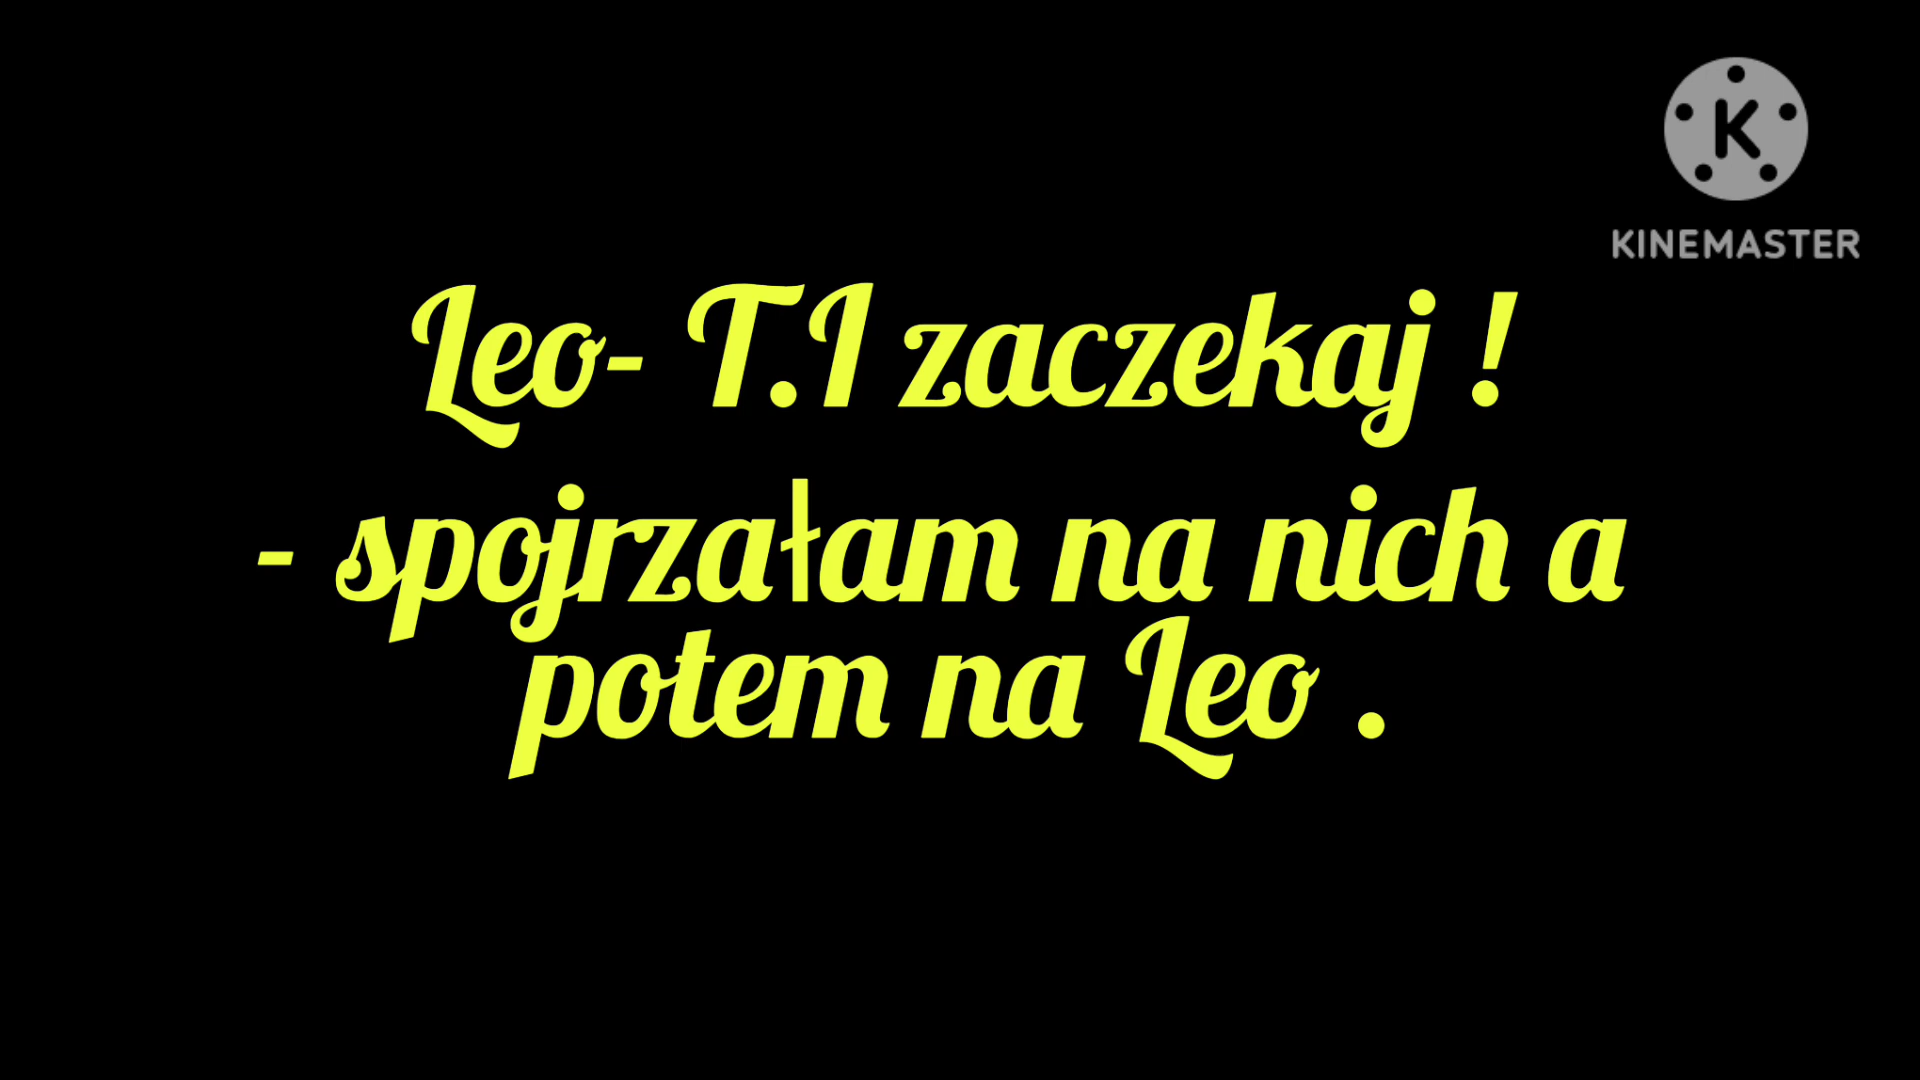 KINEMASTER
Leo- T.I zaczekaj !
- spojrzałam na nich a
potem na Leo .